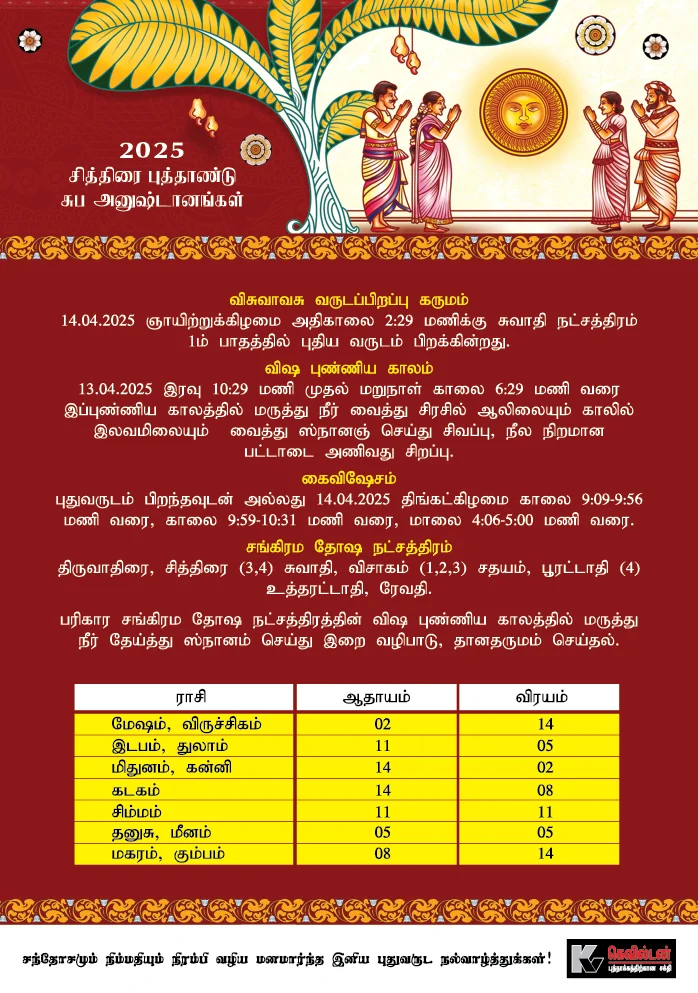 2025
சித்திரை புத்தாண்டு
சுப அனுஷ்டானங்கள்
விசுவாவசு வருடப்பிறப்பு கருமம்
14.04.2025 ஞாயிற்றுக்கிழமை அதிகாலை 2:29 மணிக்கு சுவாதி நட்சத்திரம்
1ம் பாதத்தில் புதிய வருடம் பிறக்கின்றது.
விஷ புண்ணிய காலம்
13.04.2025 இரவு 10:29 மணி முதல் மறுநாள் காலை 6:29 மணி வரை
இப்புண்ணிய காலத்தில் மருத்து நீர் வைத்து சிரசில் ஆலிலையும் காலில்
இலவமிலையும் வைத்து ஸ்நானஞ் செய்து சிவப்பு, நீல நிறமான
பட்டாடை அணிவது சிறப்பு.
கைவிஷேசம்
புதுவருடம் பிறந்தவுடன் அல்லது 14.04.2025 திங்கட்கிழமை காலை 9:09-9:56
மணி வரை, காலை 9:59-10:31 மணி வரை, மாலை 4:06-5:00 மணி வரை.
சங்கிரம தோஷ நட்சத்திரம்
திருவாதிரை, சித்திரை (3,4) சுவாதி, விசாகம் (1,2,3) சதயம், பூரட்டாதி (4)
உத்தரட்டாதி, ரேவதி.
பரிகார சங்கிரம தோஷ நட்சத்திரத்தின் விஷ புண்ணிய காலத்தில் மருத்து
நீர் தேய்த்து ஸ்நானம் செய்து இறை வழிபாடு, தானதருமம் செய்தல்.
ராசி ஆதாயம் விரயம்
மேஷம், விருச்சிகம் 02 14
இடபம், துலாம் 11 05
மிதுனம், கன்னி 14 02
கடகம் 14 08
சிம்மம் 11 11
தனுசு, மீனம் 05 05
மகரம், கும்பம் 08 14
சந்தோசமும் நிம்மதியும் நிரம்பி வழிய மனமார்ந்த இனிய புதுவருட நல்வாழ்த்துக்கள்!
கெவில்டன்
புத்தாக்கத்திற்கான சக்தி